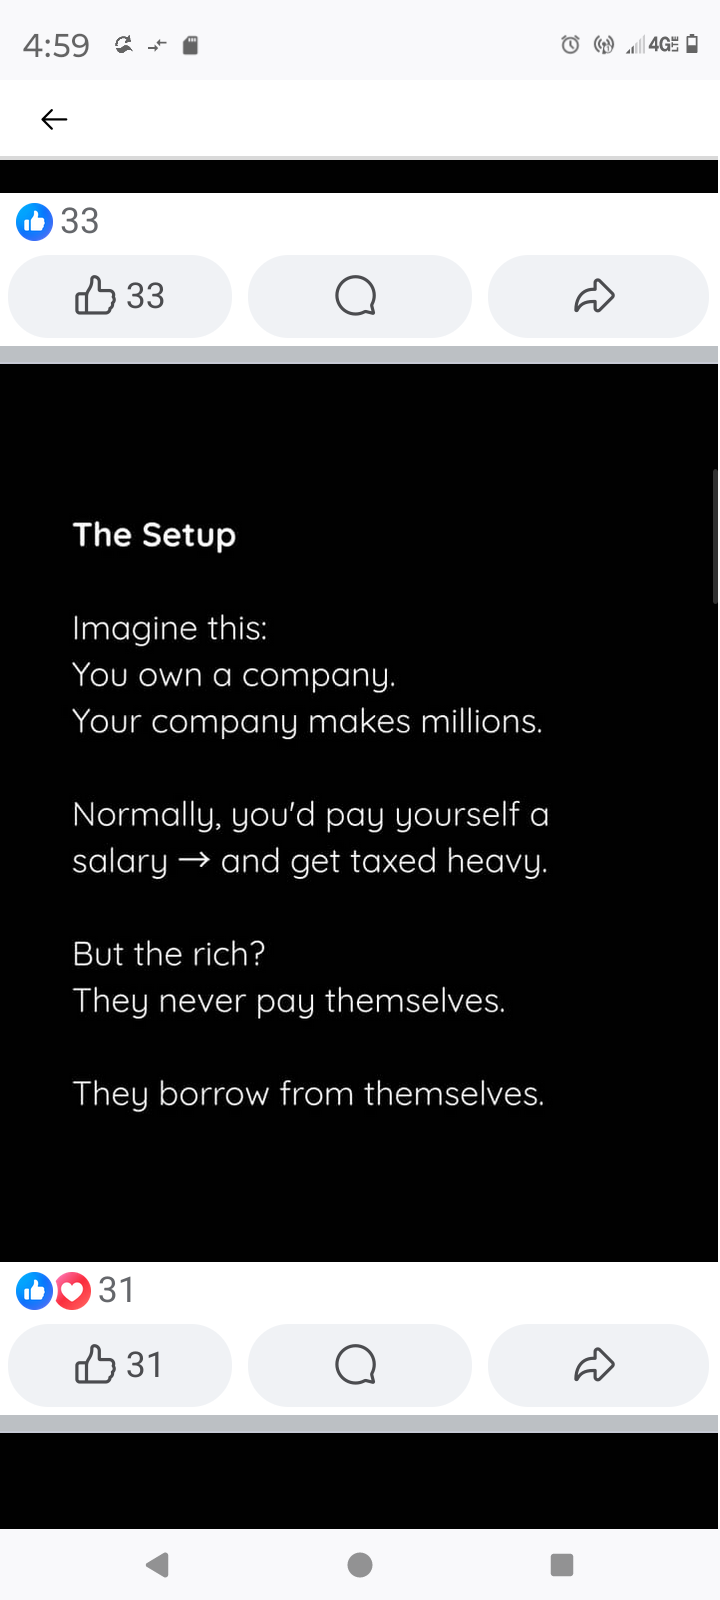 4:59
4GLTE
33
33
The Setup
Imagine this:
You own a company.
Your company makes millions.
Normally, you'd pay yourself a
salary → and get taxed heavy.
But the rich?
They never pay themselves.
They borrow from themselves.
31
31